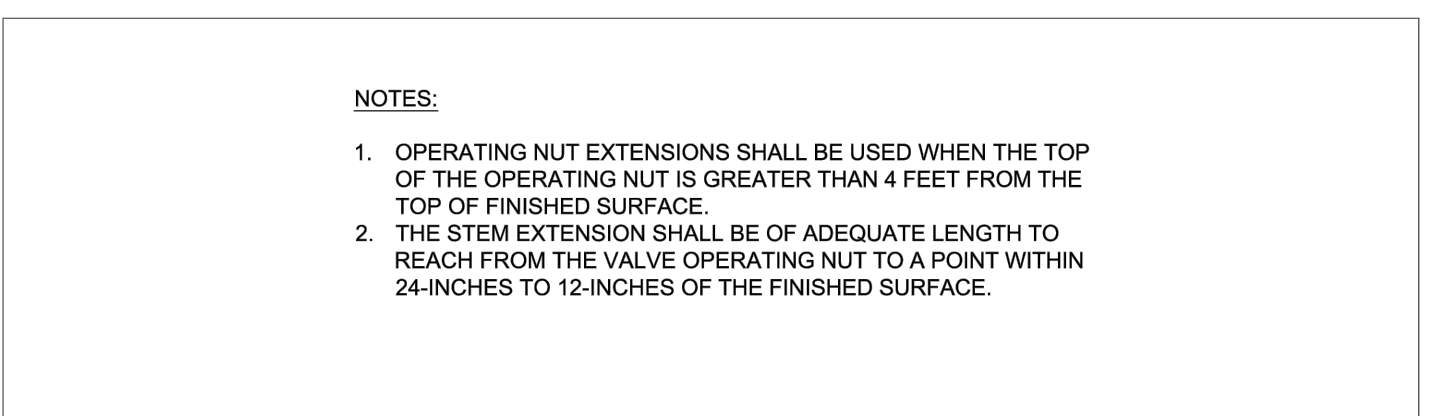 NOTES:
1. OPERATING NUT EXTENSIONS SHALL BE USED WHEN THE TOP
OF THE OPERATING NUT IS GREATER THAN 4 FEET FROM THE
TOP OF FINISHED SURFACE.
2. THE STEM EXTENSION SHALL BE OF ADEQUATE LENGTH TO
REACH FROM THE VALVE OPERATING NUT TO A POINT WITHIN
24-INCHES TO 12-INCHES OF THE FINISHED SURFACE.